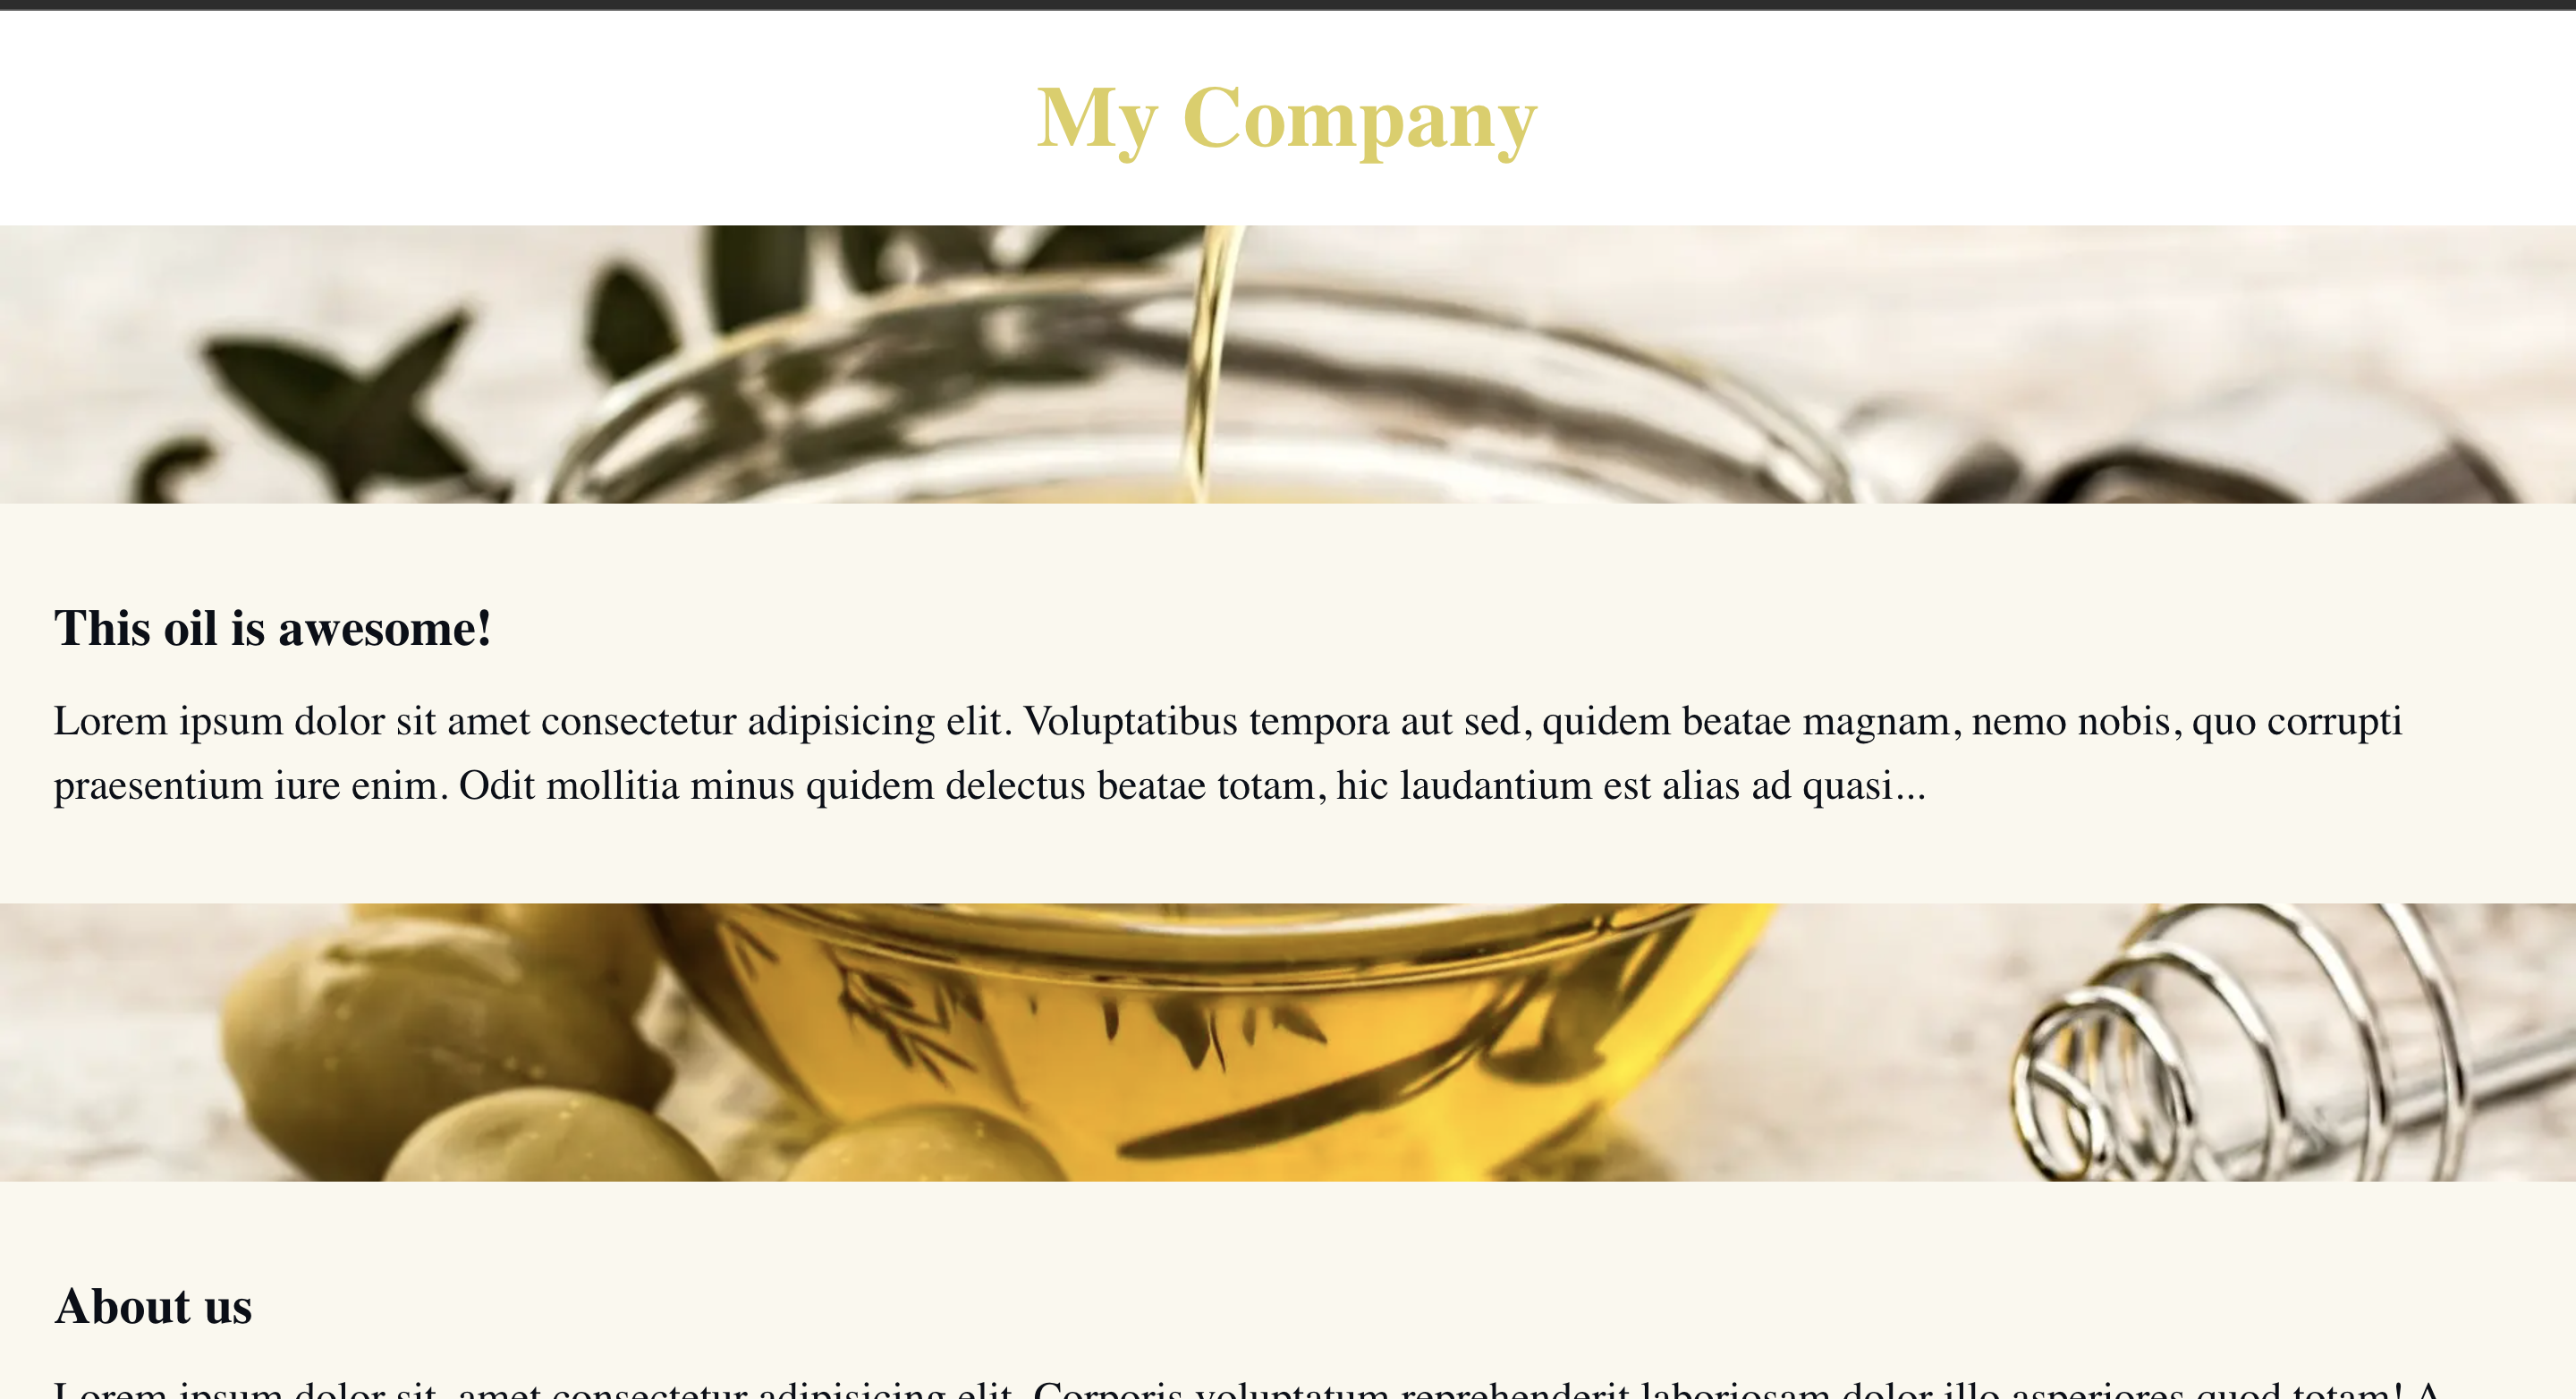 My Company
This oil is awesome!
Lorem ipsum dolor sit amet consectetur adipisicing elit. Voluptatibus tempora aut sed, quidem beatae magnam, nemo nobis, quo corrupti
praesentium iure enim. Odit mollitia minus quidem delectus beatae totam, hic laudantium est alias ad quasi...
About us
Lorem ipsum dolor sit, amet consectetur adipisicing elit. Corporis voluptatum reprehenderit laboriosam dolor illo asperiores quod totam! A